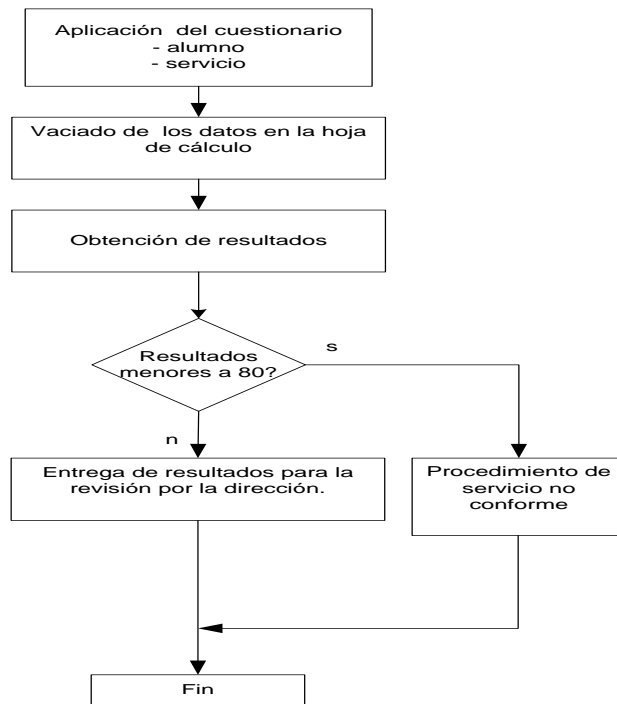 Aplicación del cuestionario
- alumno
- servicio
Vaciado de los datos en la hoja
de cálculo
Obtención de resultados
Resultados
menores a 80?
s
n
Entrega de resultados para la
revisión por la dirección.
Procedimiento de
servicio no
conforme
Fin